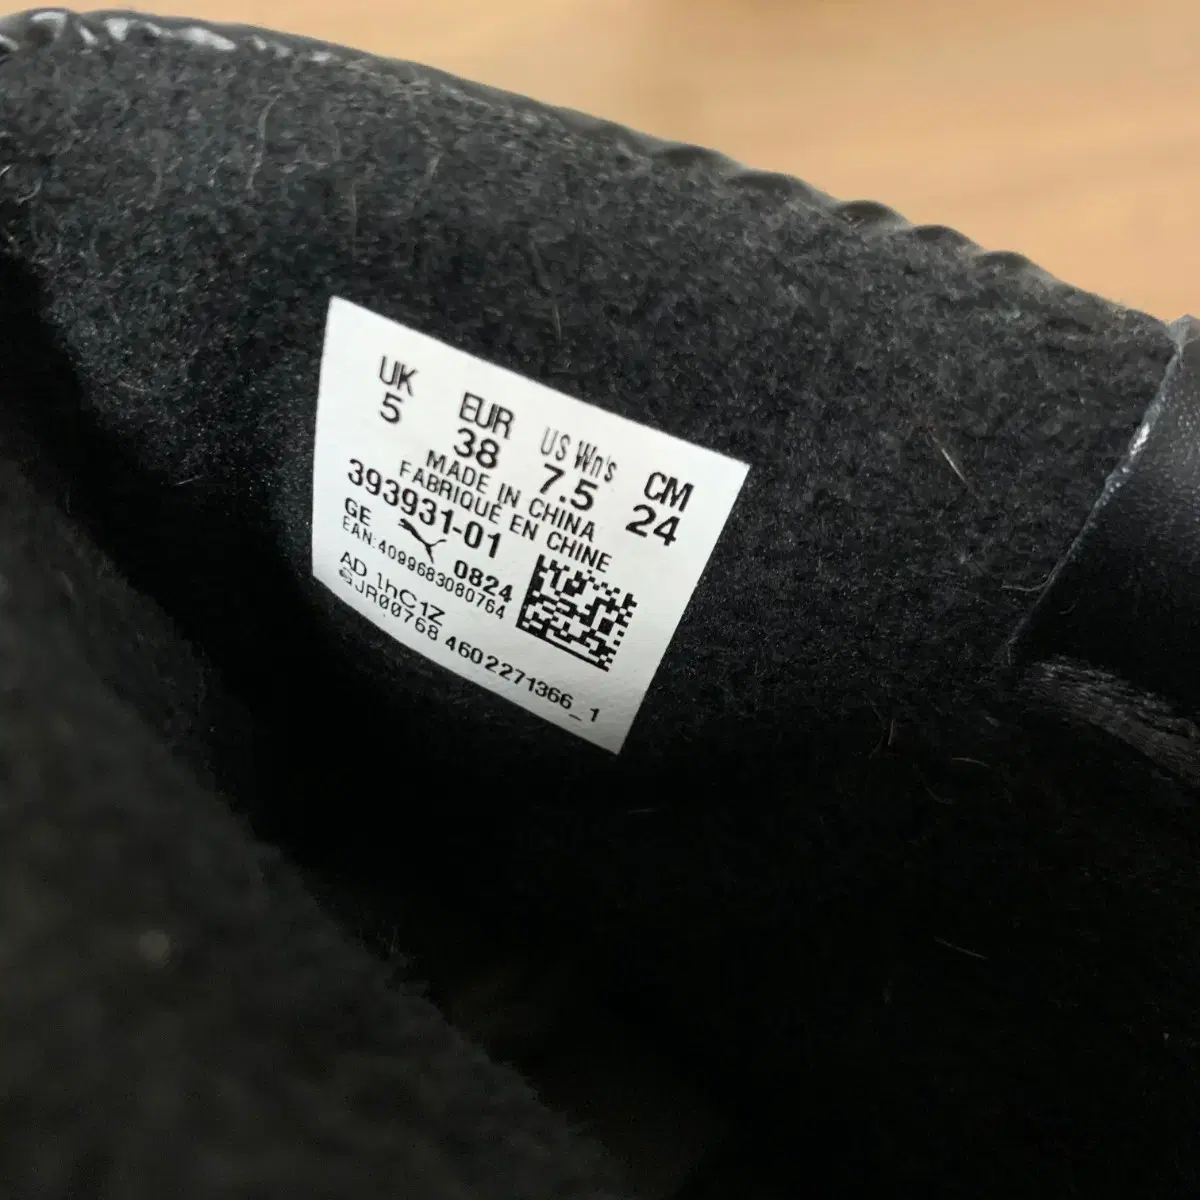 UK EUR US Wn's CM
5 38 7.5 24
MADE IN CHINA
FABRIQUÉ EN CHINE
393931-01
GE 0824
EAN:4099683080764
AD lhC1Z
SJR00768 4602271366_1